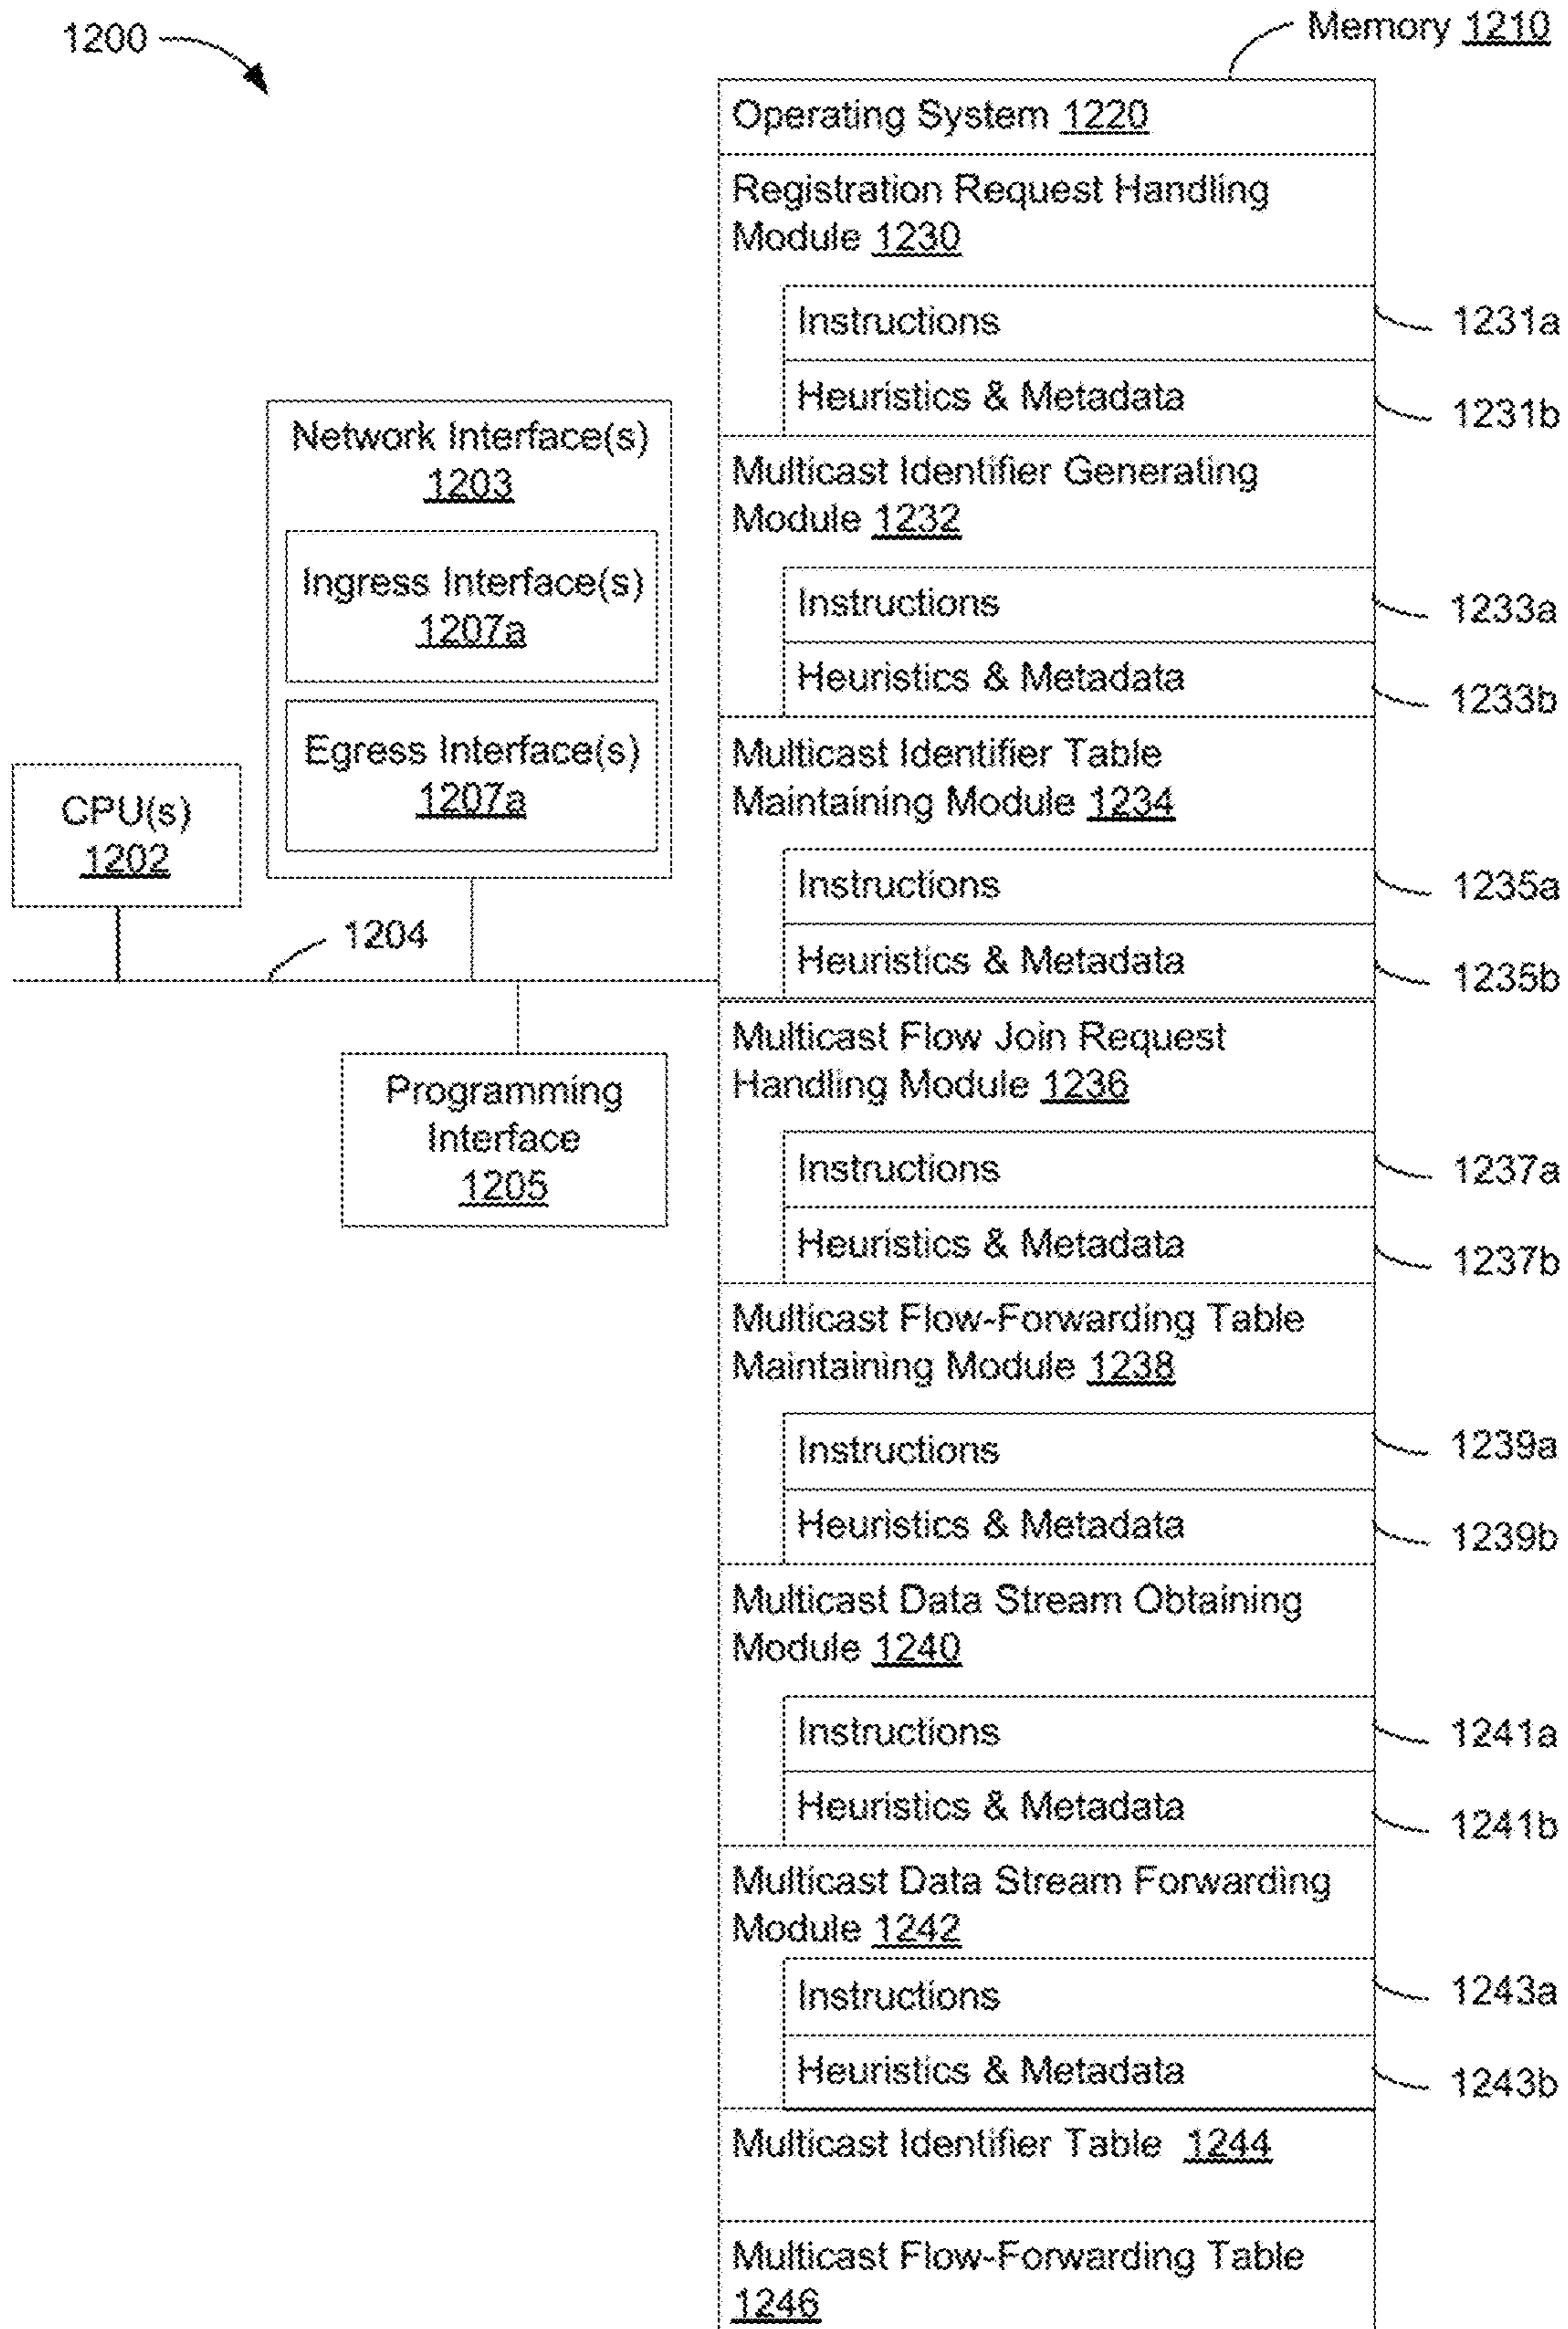 1200
Memory 1210
Operating System 1220
Registration Request Handling
Module 1230
Instructions
1231a
Heuristics & Metadata
1231b
Network Interface(s)
1203
Ingress Interface(s)
1207a
Egress Interface(s)
1207a
CPU(s)
1202
1204
Programming
Interface
1205
Multicast Identifier Generating
Module 1232
Instructions
1233a
Heuristics & Metadata
1233b
Multicast Identifier Table
Maintaining Module 1234
Instructions
1235a
Heuristics & Metadata
1235b
Multicast Flow Join Request
Handling Module 1236
Instructions
1237a
Heuristics & Metadata
1237b
Multicast Flow-Forwarding Table
Maintaining Module 1238
Instructions
1239a
Heuristics & Metadata
1239b
Multicast Data Stream Obtaining
Module 1240
Instructions
1241a
Heuristics & Metadata
1241b
Multicast Data Stream Forwarding
Module 1242
Instructions
1243a
Heuristics & Metadata
1243b
Multicast Identifier Table 1244
Multicast Flow-Forwarding Table
1246